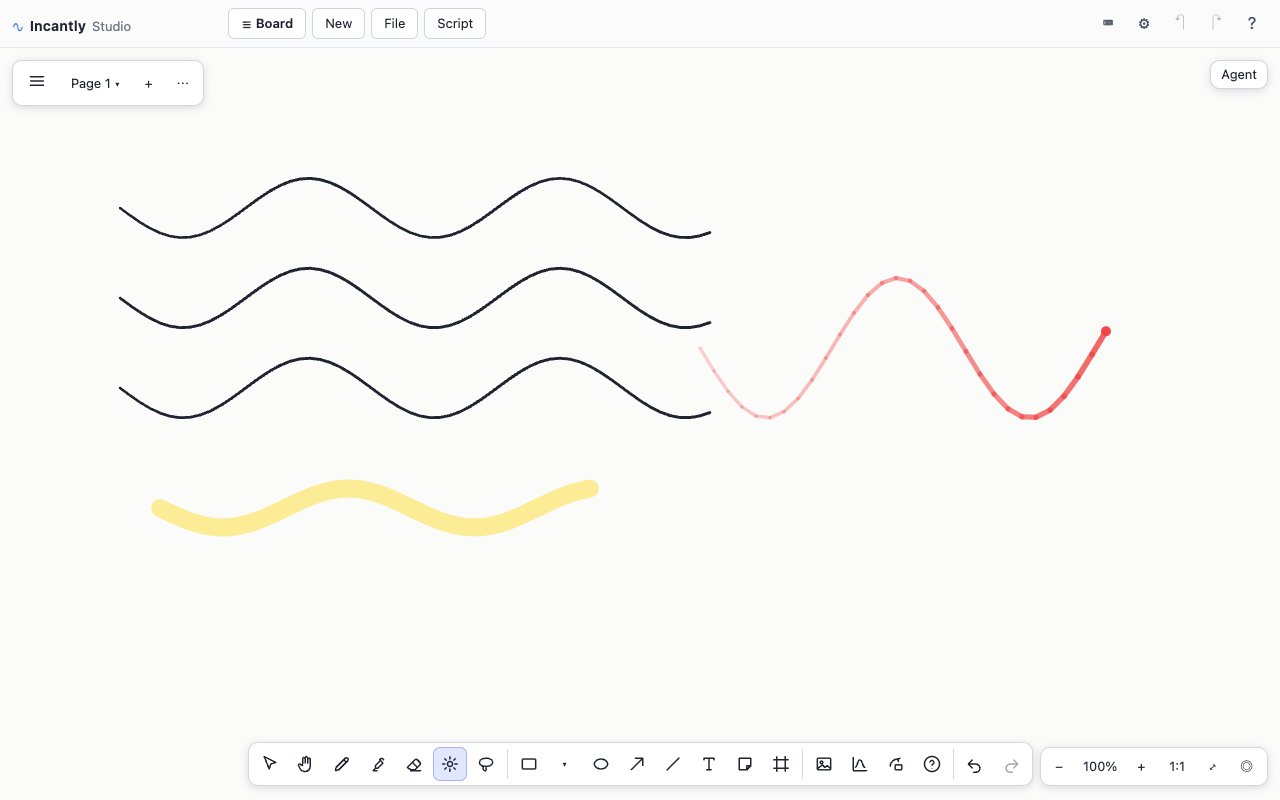 Incantly Studio
Board New File Script
?
Page 1 + ...
Agent
− 100% + 1:1